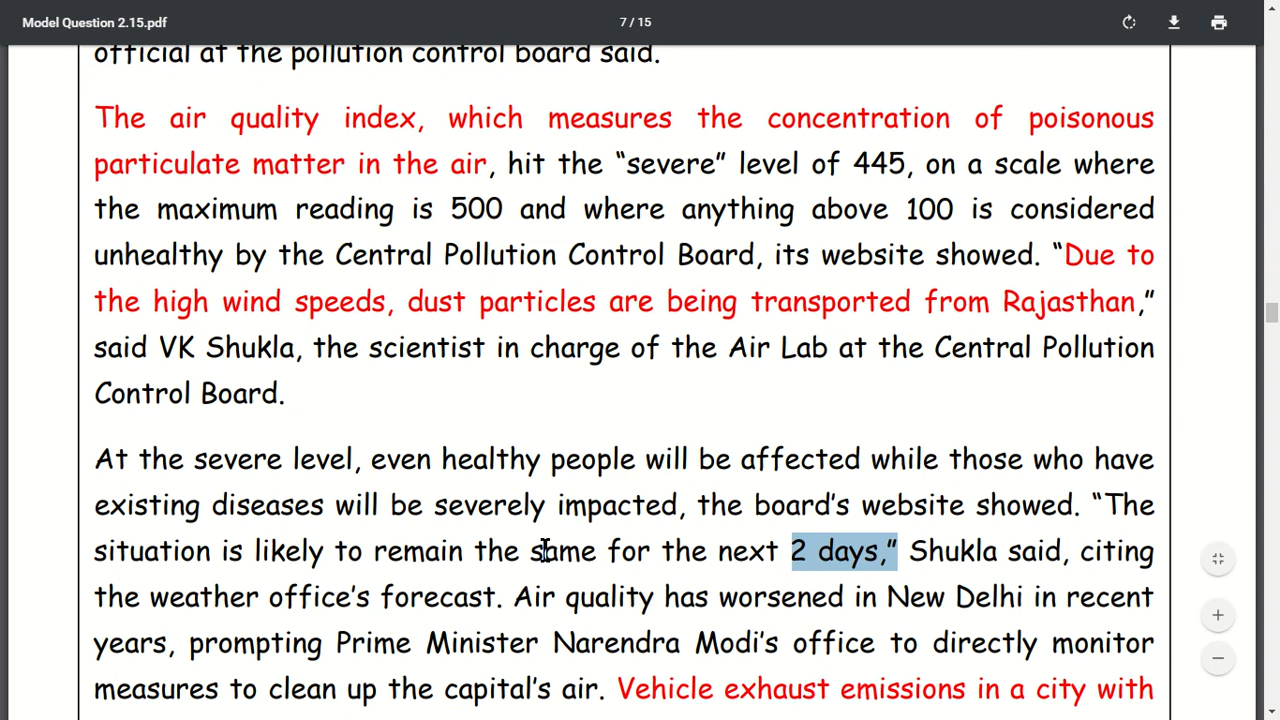 Model Question 2.15.pdf
7 / 15
official at the pollution control board said.
The air quality index, which measures the concentration of poisonous
particulate matter in the air, hit the “severe” level of 445, on a scale where
the maximum reading is 500 and where anything above 100 is considered
unhealthy by the Central Pollution Control Board, its website showed. “Due to
the high wind speeds, dust particles are being transported from Rajasthan,”
said VK Shukla, the scientist in charge of the Air Lab at the Central Pollution
Control Board.
At the severe level, even healthy people will be affected while those who have
existing diseases will be severely impacted, the board’s website showed. “The
situation is likely to remain the same for the next 2 days,” Shukla said, citing
the weather office’s forecast. Air quality has worsened in New Delhi in recent
years, prompting Prime Minister Narendra Modi’s office to directly monitor
measures to clean up the capital’s air. Vehicle exhaust emissions in a city with